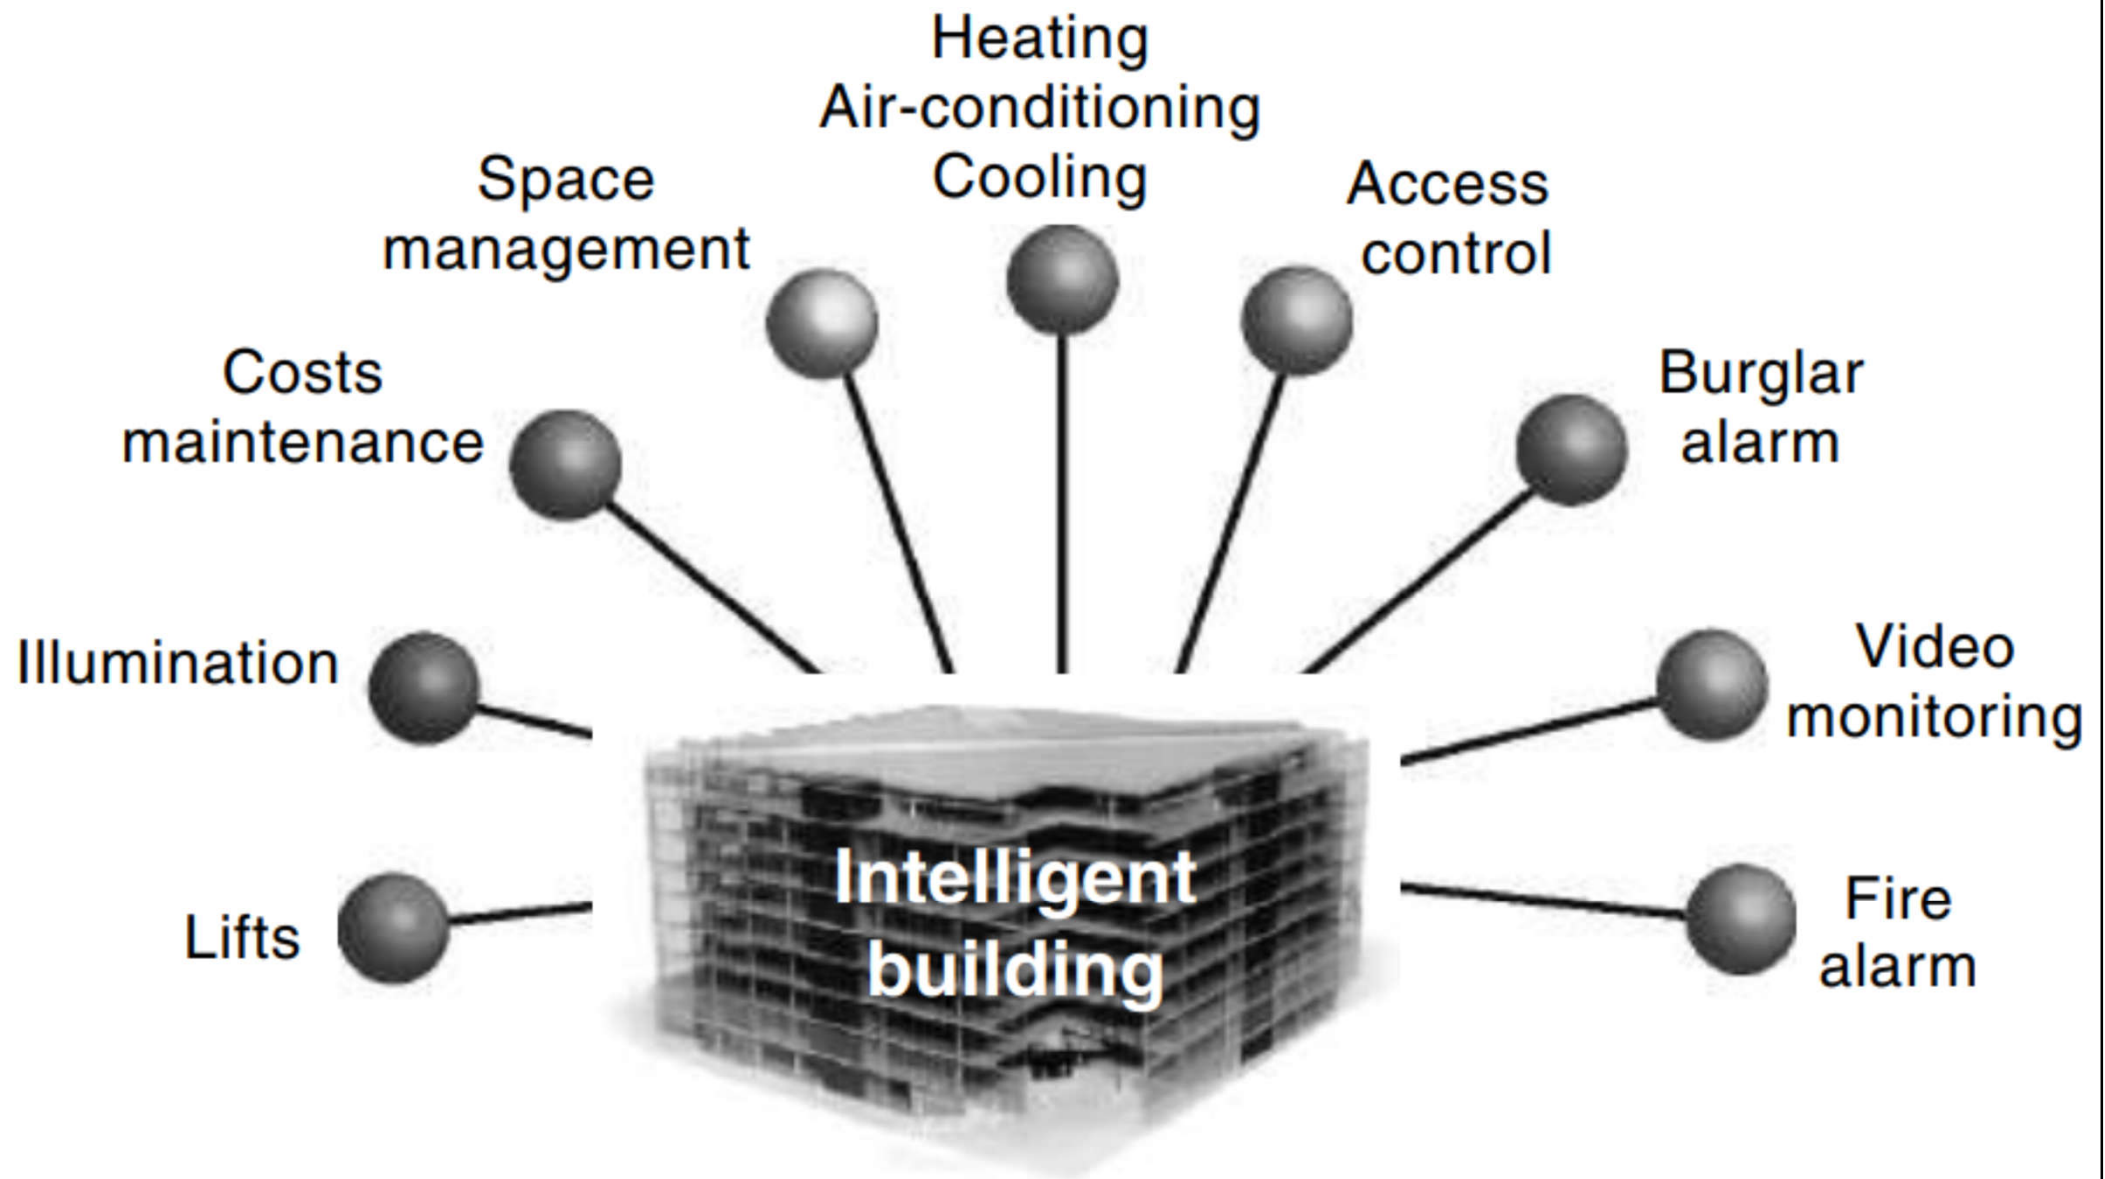 Heating
Air-conditioning
Cooling
Space
management
Access
control
Costs
maintenance
Burglar
alarm
Illumination
Video
monitoring
Lifts
Fire
alarm
Intelligent
building